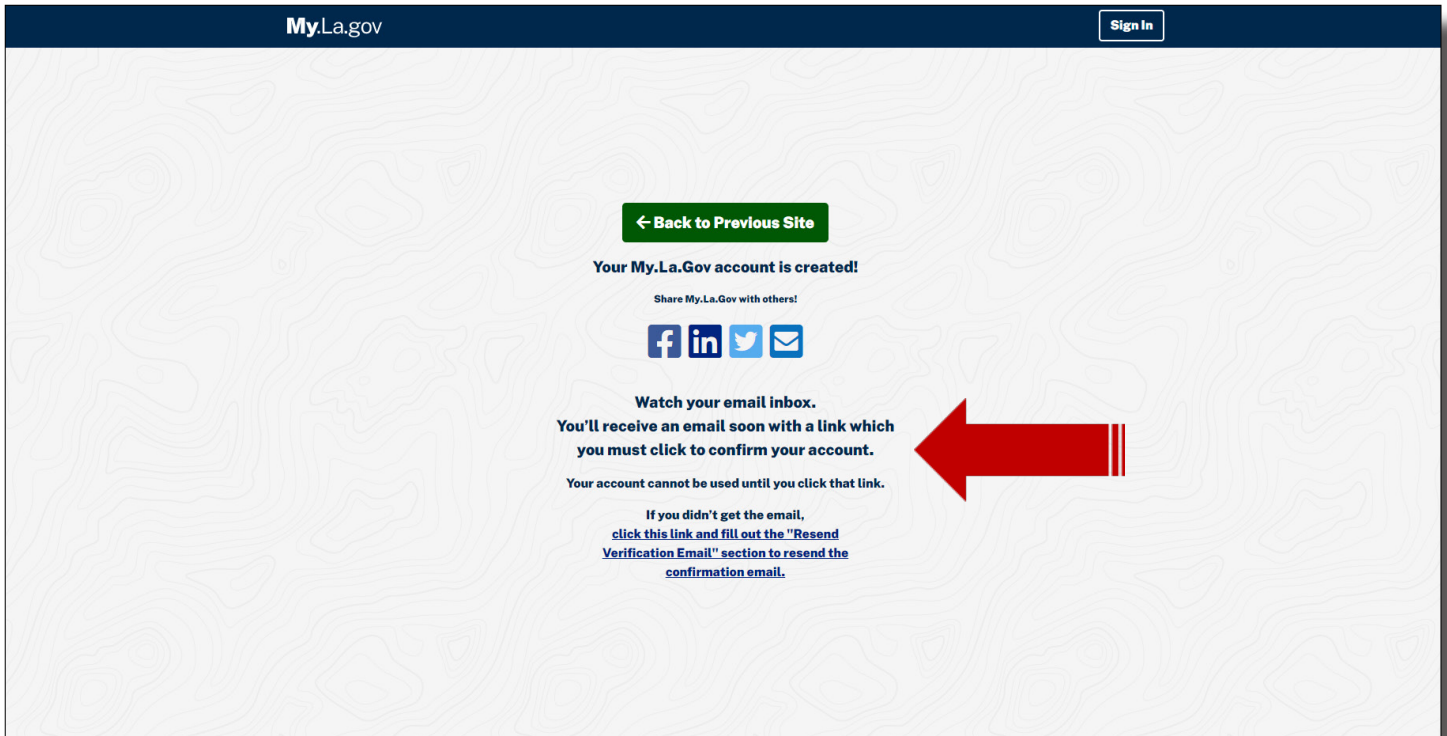 My.La.gov
Sign In
Back to Previous Site
Your My.La.Gov account is created!
Share My.La.Gov with others!
Watch your email inbox.
You'll receive an email soon with a link which
you must click to confirm your account.
Your account cannot be used until you click that link.
If you didn't get the email,
click this link and fill out the "Resend
Verification Email" section to resend the
confirmation email.